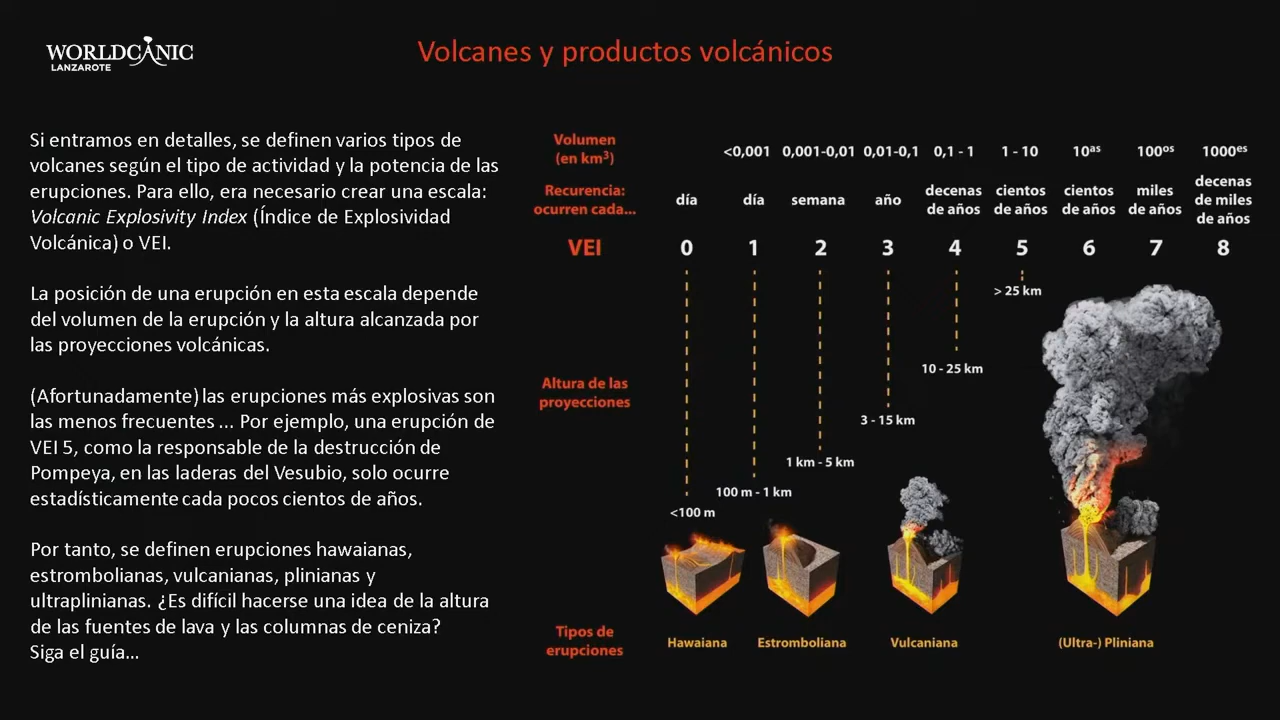 WORLDCANIC
LANZAROTE
Volcanes y productos volcánicos
Si entramos en detalles, se definen varios tipos de
volcanes según el tipo de actividad y la potencia de las
erupciones. Para ello, era necesario crear una escala:
Volcanic Explosivity Index (Índice de Explosividad
Volcánica) o VEI.
La posición de una erupción en esta escala depende
del volumen de la erupción y la altura alcanzada por
las proyecciones volcánicas.
(Afortunadamente) las erupciones más explosivas son
las menos frecuentes ... Por ejemplo, una erupción de
VEI 5, como la responsable de la destrucción de
Pompeya, en las laderas del Vesubio, solo ocurre
estadísticamente cada pocos cientos de años.
Por tanto, se definen erupciones hawaianas,
estrombolianas, vulcanianas, plinianas y
ultraplinianas. ¿Es difícil hacerse una idea de la altura
de las fuentes de lava y las columnas de ceniza?
Siga el guía...
Volumen
(en km³)
<0,001 0,001-0,01 0,01-0,1 0,1 - 1 1 - 10 10ᵃˢ 100ᵒˢ 1000ᵉˢ
Recurencia:
ocurren cada...
día día semana año decenas de años cientos de años cientos de años miles de años decenas de miles de años
VEI 0 1 2 3 4 5 6 7 8
> 25 km
10 - 25 km
Altura de las
proyecciones
3 - 15 km
1 km - 5 km
100 m - 1 km
<100 m
Tipos de
erupciones
Hawaiana Estromboliana Vulcaniana (Ultra-) Pliniana